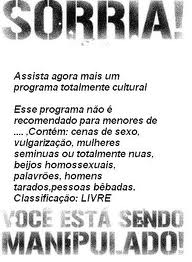 SORRIA!
Assista agora mais um
programa totalmente cultural
Esse programa não é
recomendado para menores de
.... ,Contém: cenas de sexo,
vulgarização, mulheres
seminuas ou totalmente nuas,
beijos homossexuais,
palavrões, homens
tarados,pessoas bêbadas,
Classificação: LIVRE
VOCÊ ESTÁ SENDO
MANIPULADO!